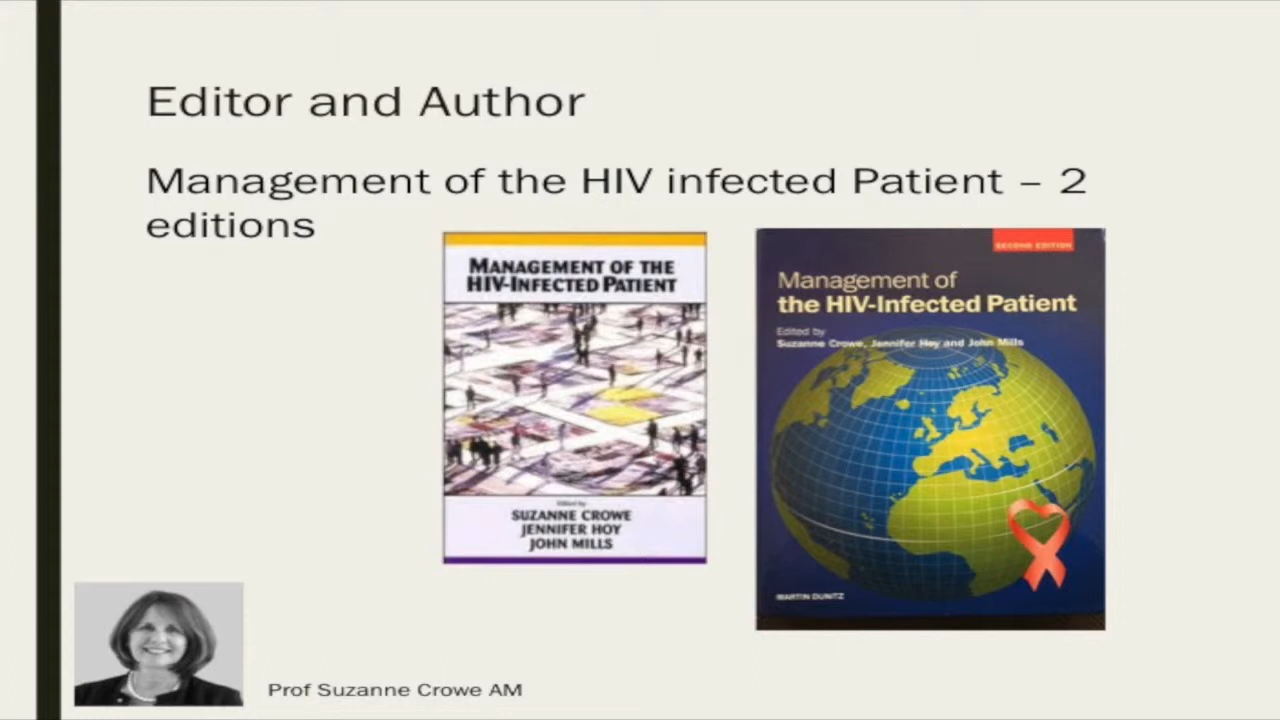 Editor and Author
Management of the HIV infected Patient – 2
editions
MANAGEMENT OF THE
HIV-INFECTED PATIENT
Edited by
SUZANNE CROWE
JENNIFER HOY
JOHN MILLS
SECOND EDITION
Management of
the HIV-Infected Patient
Edited by
Suzanne Crowe, Jennifer Hoy and John Mills
MARTIN DUNITZ
Prof Suzanne Crowe AM